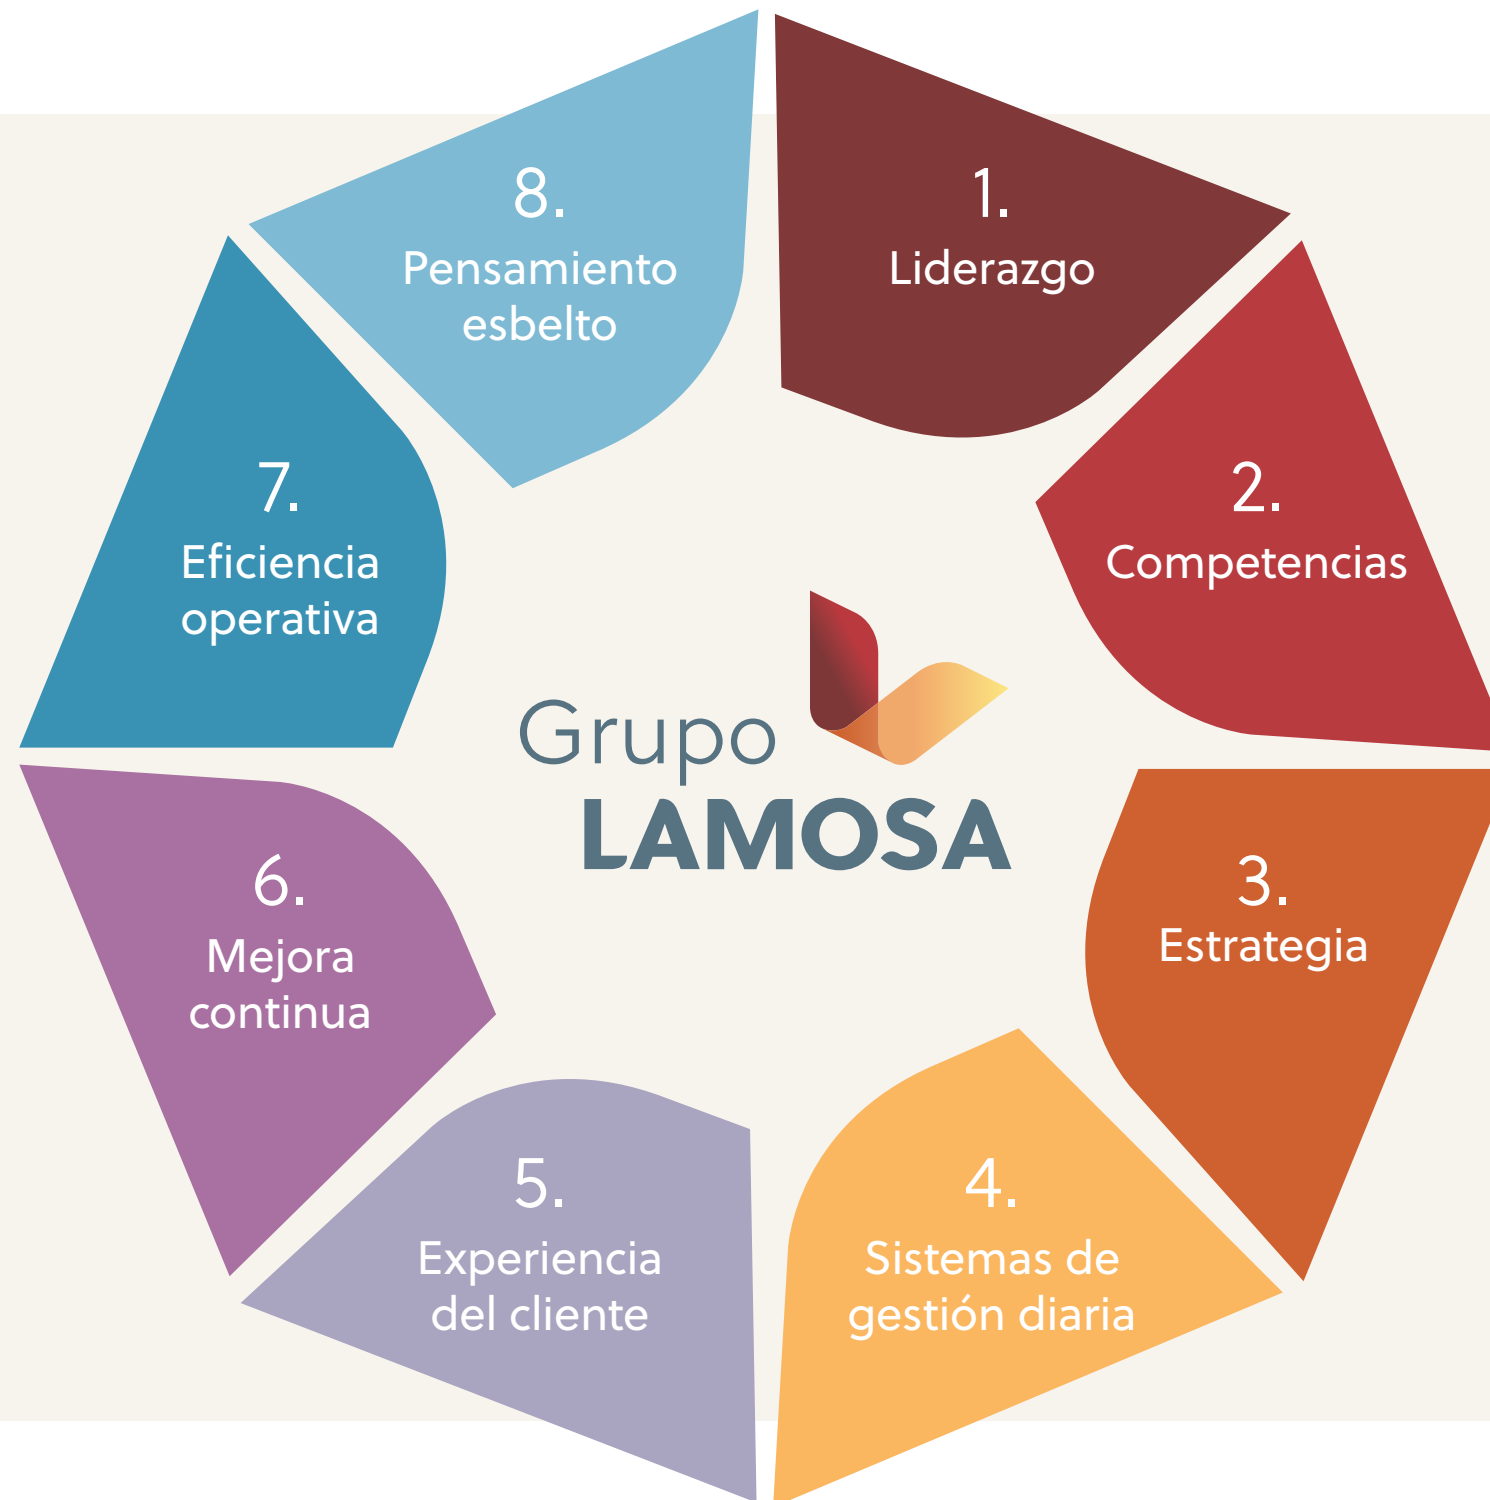 1.
Liderazgo
2.
Competencias
3.
Estrategia
4.
Sistemas de
gestión diaria
5.
Experiencia
del cliente
6.
Mejora
continua
7.
Eficiencia
operativa
8.
Pensamiento
esbelto
Grupo
LAMOSA